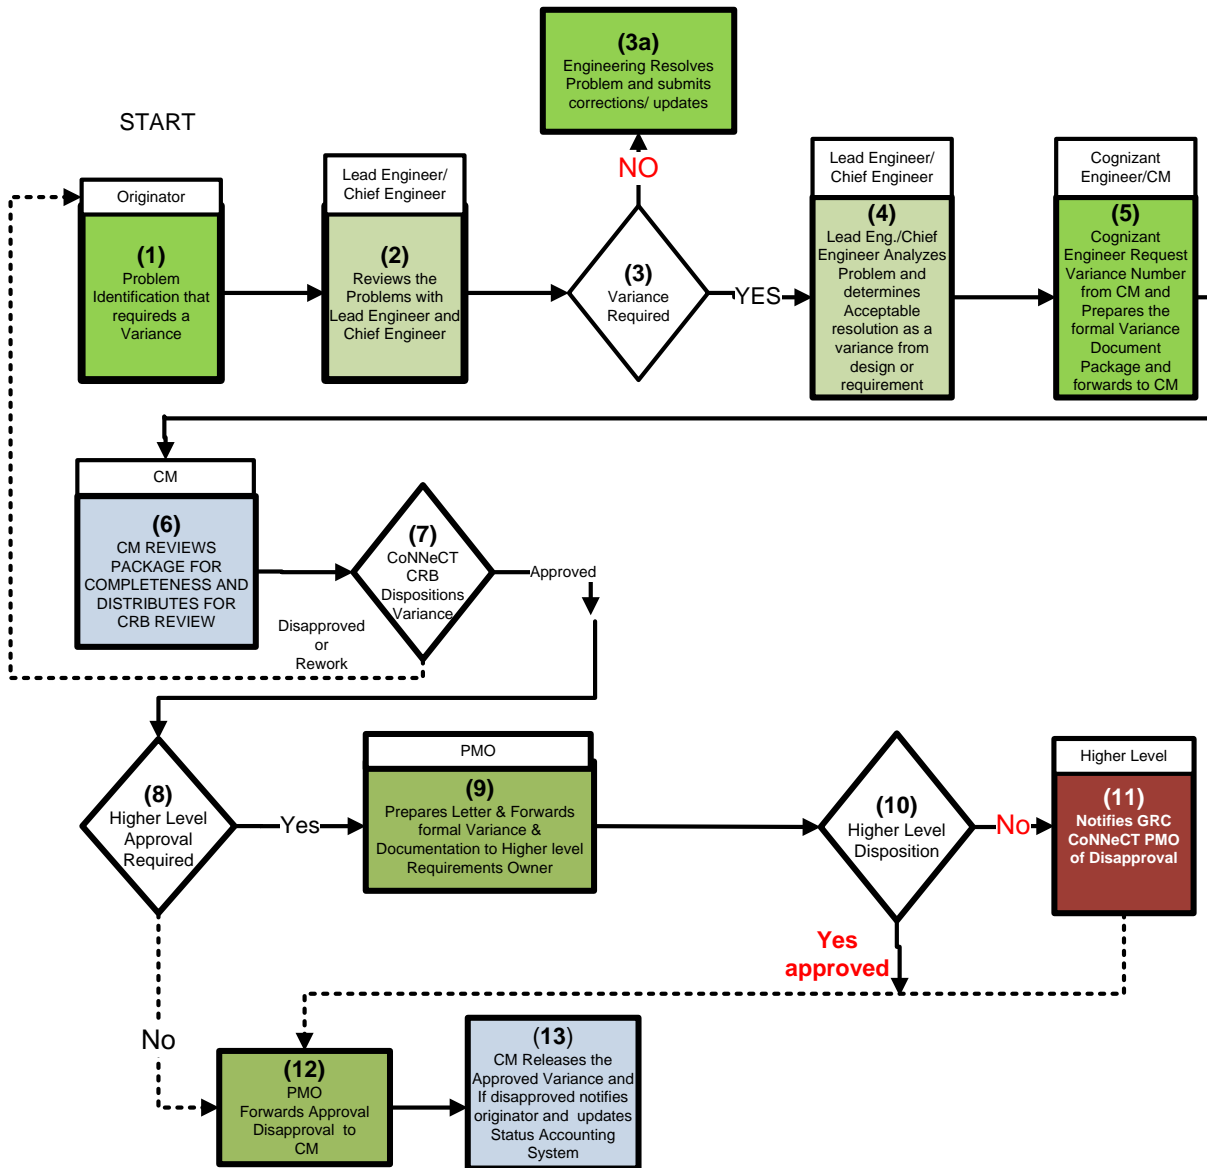 (3a)
Engineering Resolves
Problem and submits
corrections/ updates
START
NO
Originator
(1)
Problem
Identification that
requireds a
Variance
Lead Engineer/
Chief Engineer
(2)
Reviews the
Problems with
Lead Engineer and
Chief Engineer
(3)
Variance
Required
YES
Lead Engineer/
Chief Engineer
(4)
Lead Eng./Chief
Engineer Analyzes
Problem and
determines
Acceptable
resolution as a
variance from
design or
requirement
Cognizant
Engineer/CM
(5)
Cognizant
Engineer Request
Variance Number
from CM and
Prepares the
formal Variance
Document
Package and
forwards to CM
CM
(6)
CM REVIEWS
PACKAGE FOR
COMPLETENESS AND
DISTRIBUTES FOR
CRB REVIEW
(7)
CoNNeCT
CRB
Dispositions
Variance
Approved
Disapproved
or
Rework
(8)
Higher Level
Approval
Required
Yes
PMO
(9)
Prepares Letter & Forwards
formal Variance &
Documentation to Higher level
Requirements Owner
(10)
Higher Level
Disposition
No
Higher Level
(11)
Notifies GRC
CoNNeCT PMO
of Disapproval
Yes
approved
No
(12)
PMO
Forwards Approval
Disapproval to
CM
(13)
CM Releases the
Approved Variance and
If disapproved notifies
originator and updates
Status Accounting
System